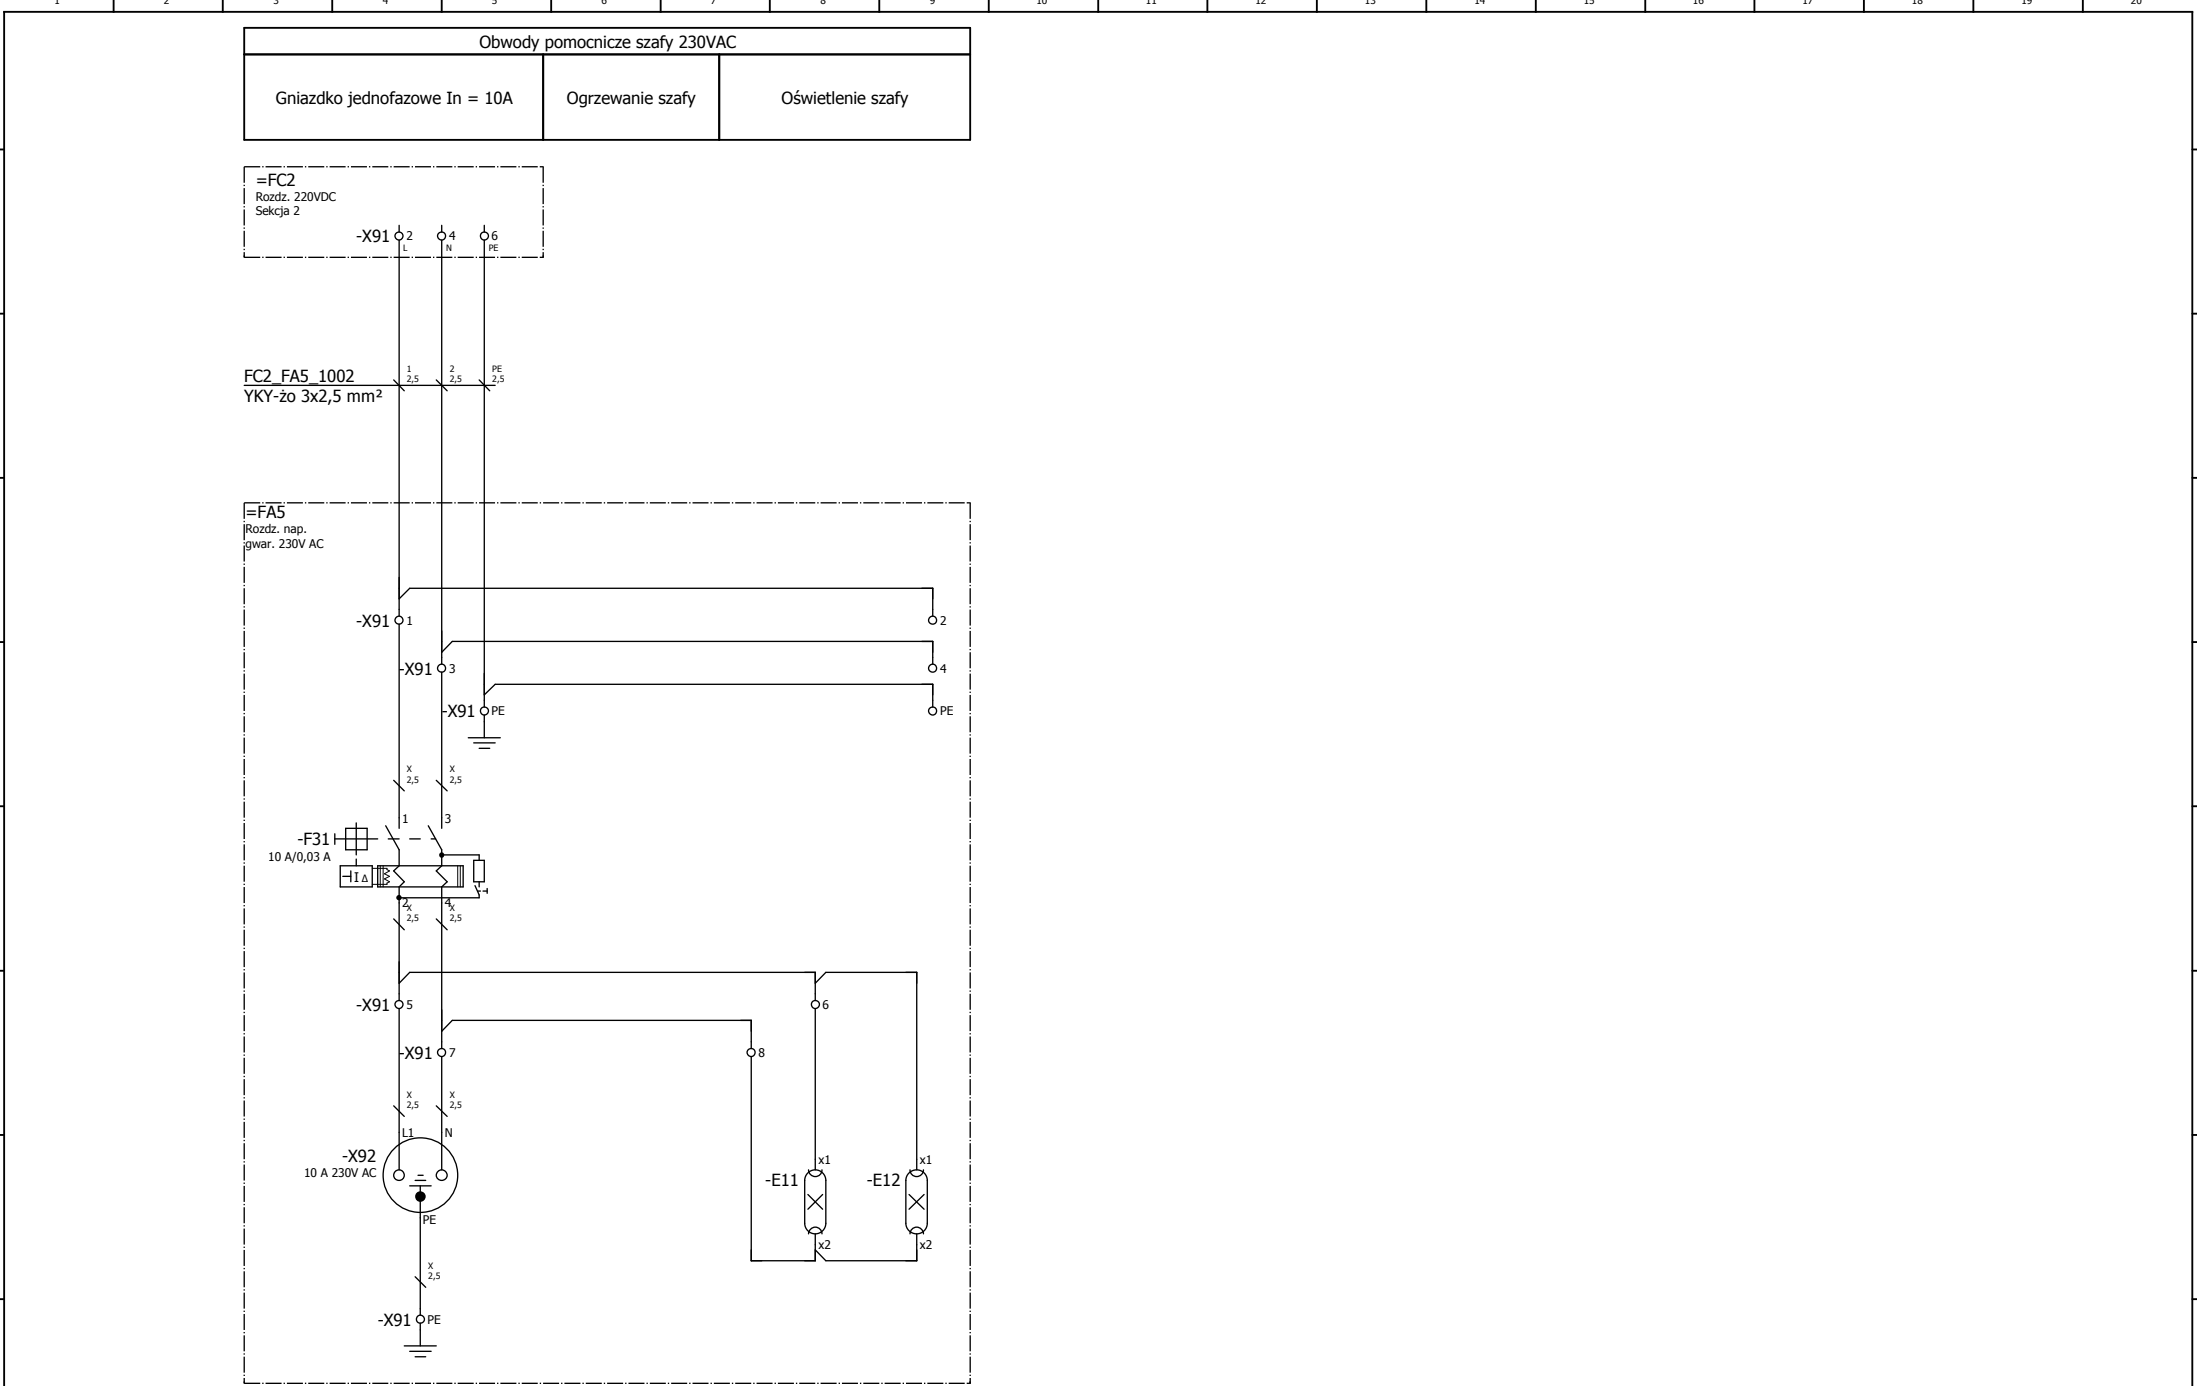 1 2 3 4 5 6 7 8 9 10 11 12 13 14 15 16 17 18 19 20
Obwody pomocnicze szafy 230VAC
Gniazdko jednofazowe In = 10A
Ogrzewanie szafy
Oświetlenie szafy
=FC2
Rozdz. 220VDC
Sekcja 2
-X91 2 4 6
L N PE
1 2 PE
2,5 2,5 2,5
FC2_FA5_1002
YKY-żo 3x2,5 mm²
=FA5
Rozdz. nap.
gwar. 230V AC
-X91 1 2
-X91 3 4
-X91 PE PE
X X
2,5 2,5
1 3
-F31
10 A/0,03 A
I Δ
2 4
X X
2,5 2,5
-X91 5 6
-X91 7 8
X X
2,5 2,5
L1 N
-X92
10 A 230V AC
PE
x1 x1
-E11 -E12
x2 x2
X
2,5
-X91 PE